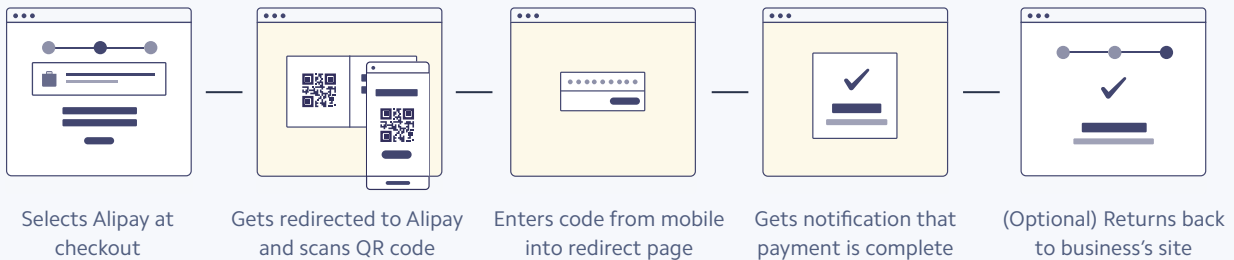 Selects Alipay at
checkout
Gets redirected to Alipay
and scans QR code
Enters code from mobile
into redirect page
Gets notification that
payment is complete
(Optional) Returns back
to business's site